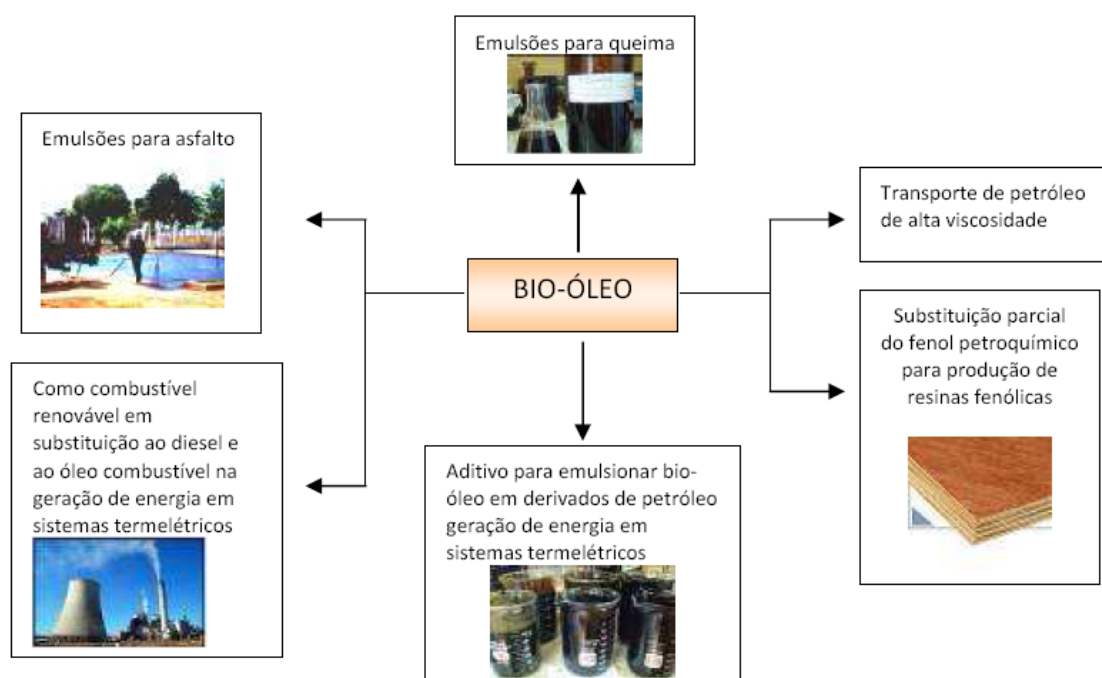 Emulsões para queima
Emulsões para asfalto
Transporte de petróleo
de alta viscosidade
BIO-ÓLEO
Substituição parcial
do fenol petroquímico
para produção de
resinas fenólicas
Como combustível
renovável em
substituição ao diesel e
ao óleo combustível na
geração de energia em
sistemas termelétricos
Aditivo para emulsionar bio-
óleo em derivados de petróleo
geração de energia em
sistemas termelétricos